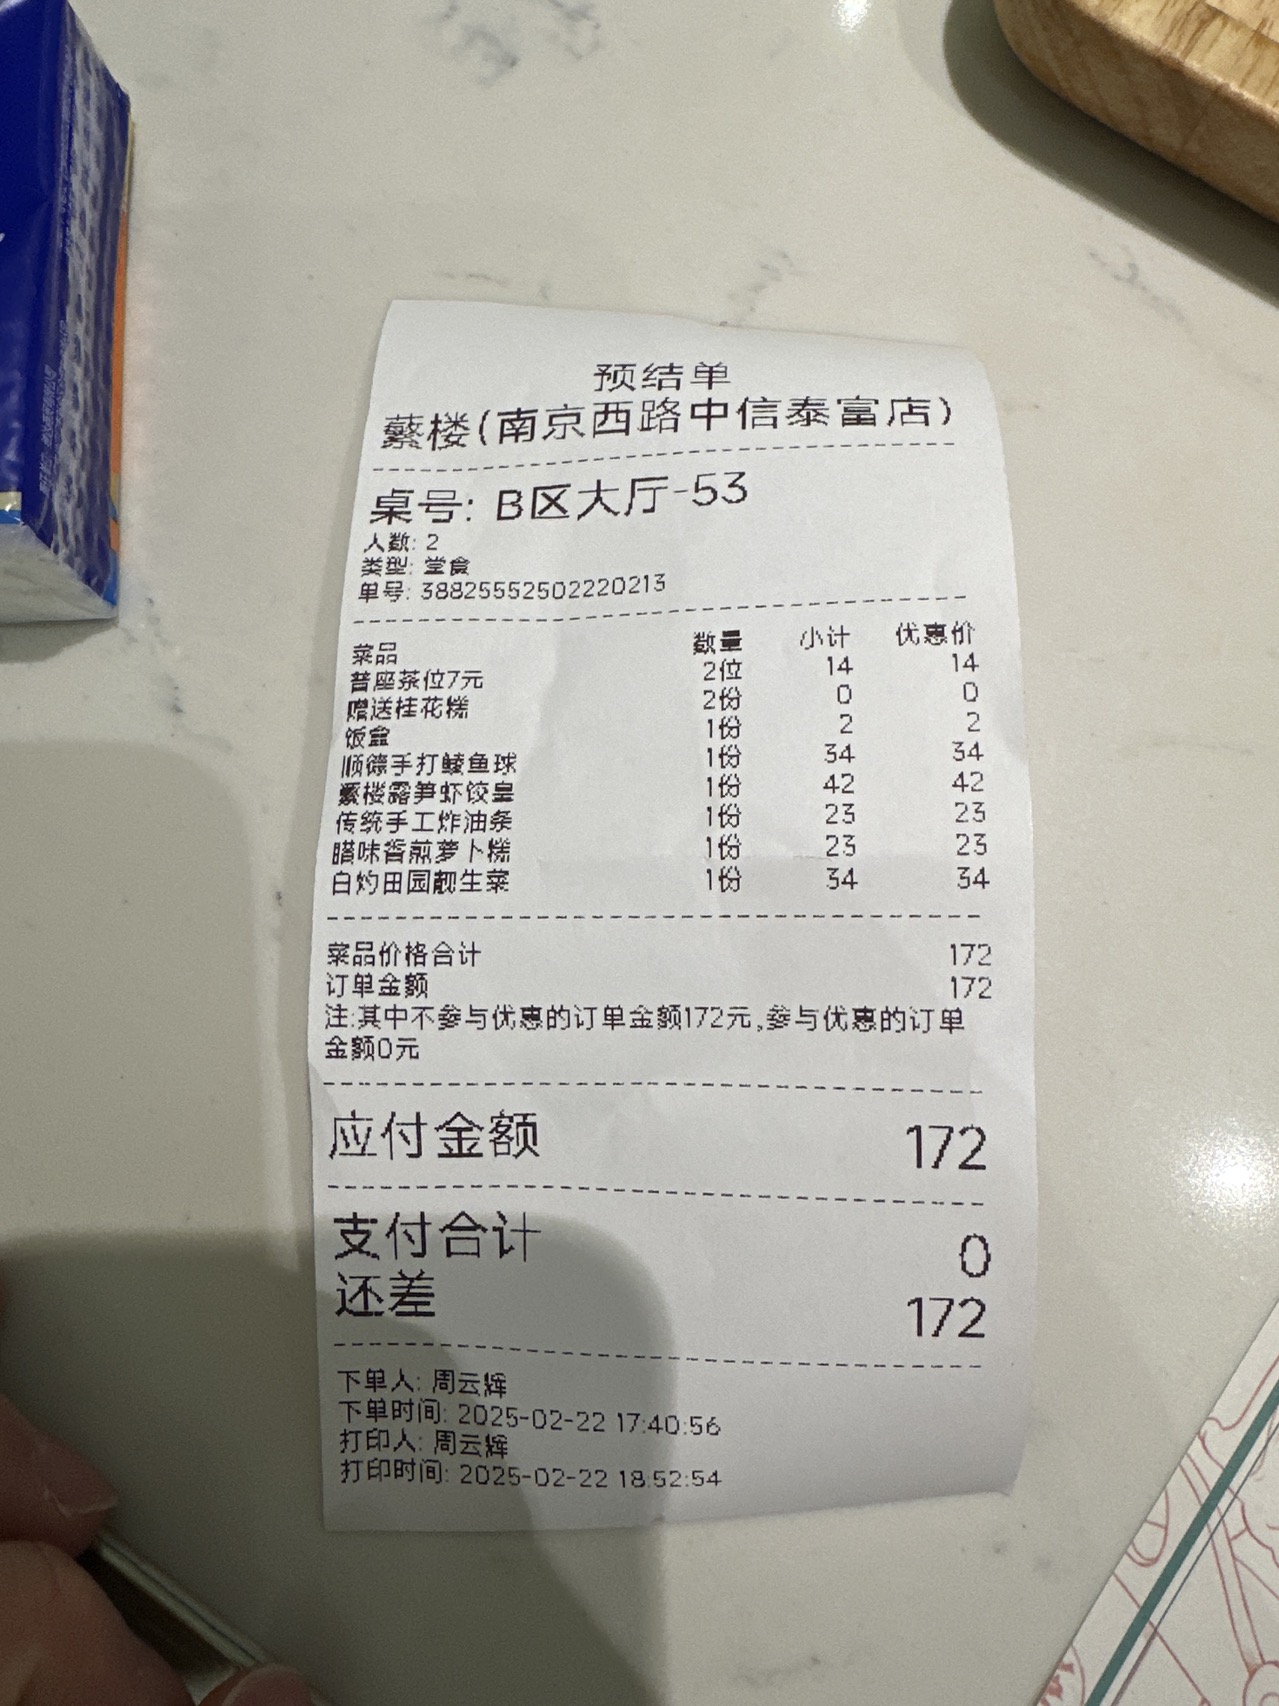 预结单
蘩楼(南京西路中信泰富店)
桌号: B区大厅-53
人数: 2
类型: 堂食
单号: 388255552502220213
菜品 数量 小计 优惠价
普座茶位7元 2位 14 14
赠送桂花糕 2份 0 0
饭盒 1份 2 2
顺德手打鲮鱼球 1份 34 34
蘩楼露笋虾饺皇 1份 42 42
传统手工炸油条 1份 23 23
腊味香煎萝卜糕 1份 23 23
白灼田园靓生菜 1份 34 34
菜品价格合计 172
订单金额 172
注:其中不参与优惠的订单金额172元,参与优惠的订单
金额0元
应付金额 172
支付合计 0
还差 172
下单人: 周云辉
下单时间: 2025-02-22 17:40:56
打印人: 周云辉
打印时间: 2025-02-22 18:52:54